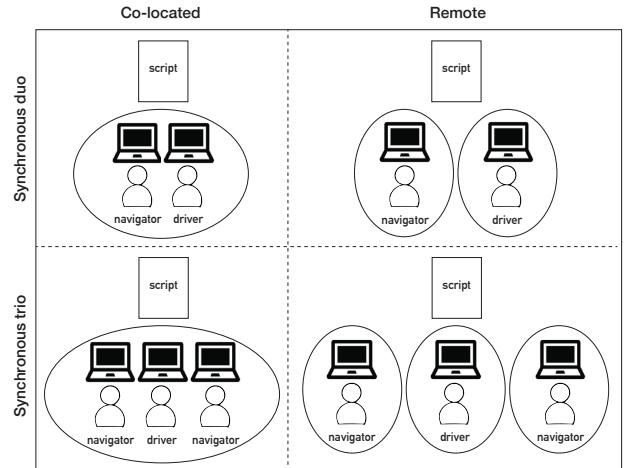 Co-located
Remote
Synchronous duo
script
script
navigator driver
navigator driver
Synchronous trio
script
script
navigator driver navigator
navigator driver navigator